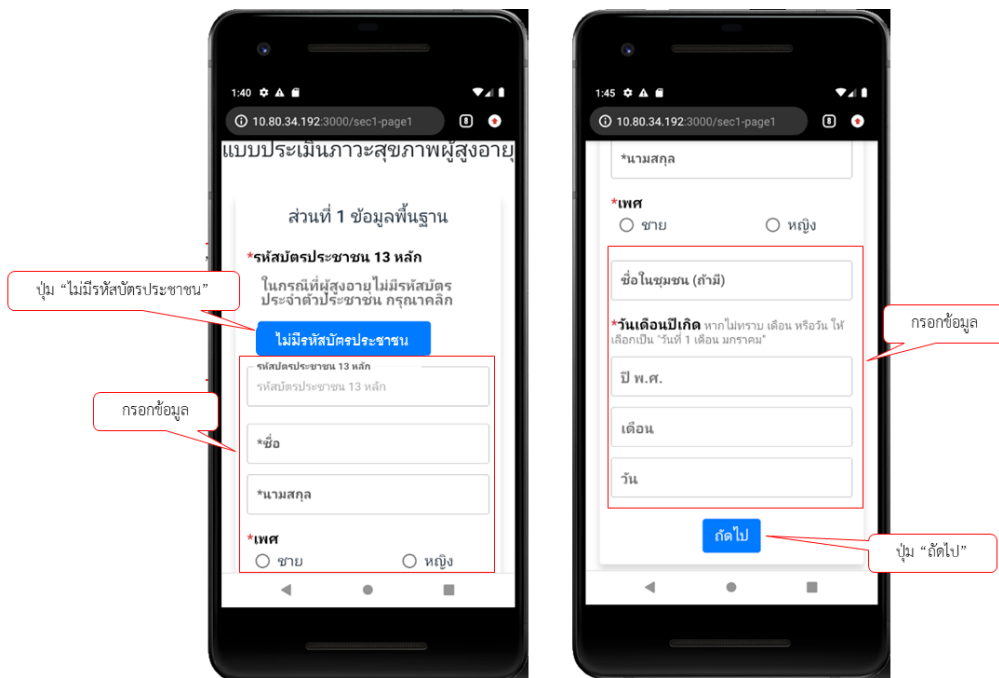 1:40
10.80.34.192:3000/sec1-page1
8
แบบประเมินภาวะสุขภาพผู้สูงอายุ
ส่วนที่ 1 ข้อมูลพื้นฐาน
*รหัสบัตรประชาชน 13 หลัก
ในกรณีที่ผู้สูงอายุไม่มีรหัสบัตร
ประจำตัวประชาชน กรุณาคลิก
ปุ่ม “ไม่มีรหัสบัตรประชาชน”
ไม่มีรหัสบัตรประชาชน
รหัสบัตรประชาชน 13 หลัก
รหัสบัตรประชาชน 13 หลัก
กรอกข้อมูล
*ชื่อ
*นามสกุล
*เพศ
ชาย
หญิง
1:45
10.80.34.192:3000/sec1-page1
8
*นามสกุล
*เพศ
ชาย
หญิง
ชื่อในชุมชน (ถ้ามี)
*วันเดือนปีเกิด หากไม่ทราบ เดือน หรือวัน ให้
เลือกเป็น "วันที่ 1 เดือน มกราคม"
กรอกข้อมูล
ปี พ.ศ.
เดือน
วัน
ถัดไป
ปุ่ม “ถัดไป”